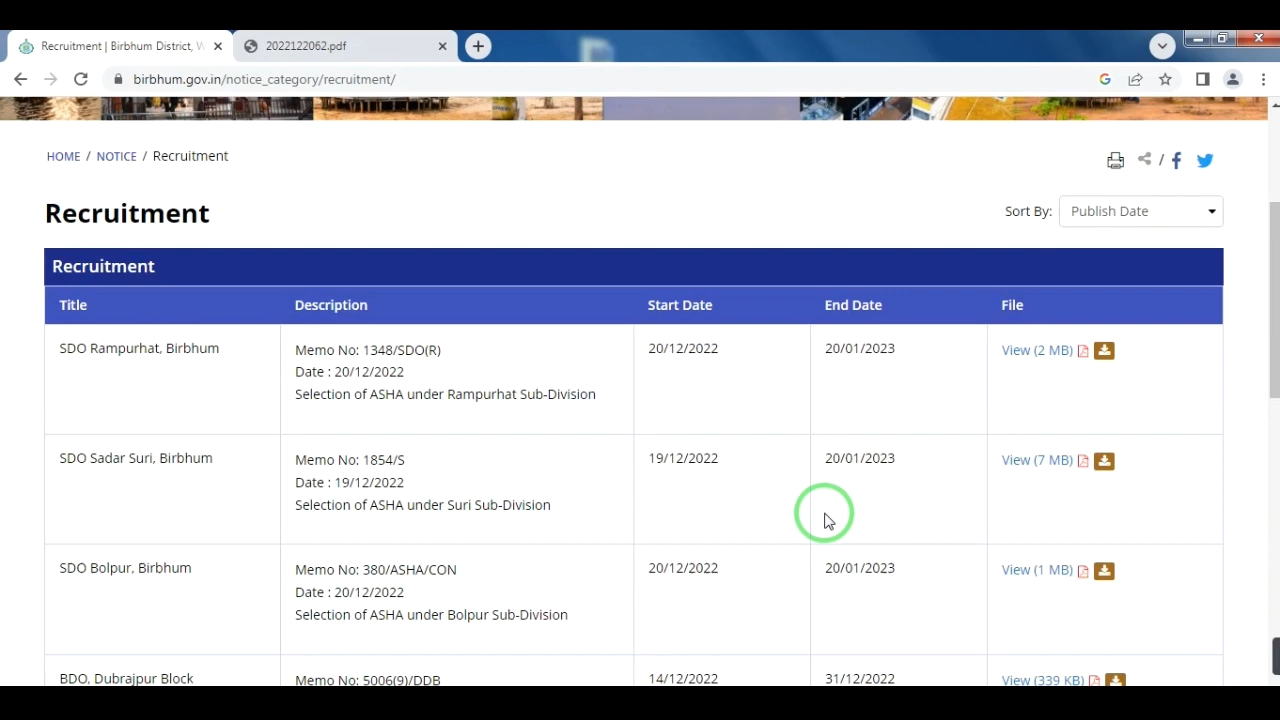 Recruitment | Birbhum District, W
2022122062.pdf
birbhum.gov.in/notice_category/recruitment/
HOME / NOTICE / Recruitment
Recruitment
Sort By: Publish Date
Recruitment
Title Description Start Date End Date File
SDO Rampurhat, Birbhum Memo No: 1348/SDO(R) 20/12/2022 20/01/2023 View (2 MB)
Date : 20/12/2022
Selection of ASHA under Rampurhat Sub-Division
SDO Sadar Suri, Birbhum Memo No: 1854/S 19/12/2022 20/01/2023 View (7 MB)
Date : 19/12/2022
Selection of ASHA under Suri Sub-Division
SDO Bolpur, Birbhum Memo No: 380/ASHA/CON 20/12/2022 20/01/2023 View (1 MB)
Date : 20/12/2022
Selection of ASHA under Bolpur Sub-Division
BDO, Dubrajpur Block Memo No: 5006(9)/DDB 14/12/2022 31/12/2022 View (339 KB)